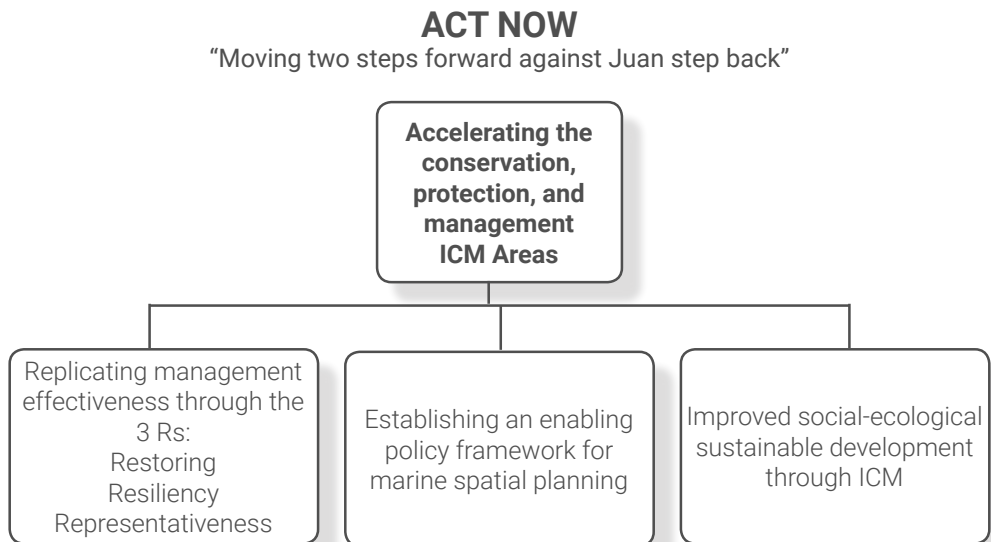 ACT NOW
“Moving two steps forward against Juan step back”
Accelerating the
conservation,
protection, and
management
ICM Areas
Replicating management
effectiveness through the
3 Rs:
Restoring
Resiliency
Representativeness
Establishing an enabling
policy framework for
marine spatial planning
Improved social-ecological
sustainable development
through ICM